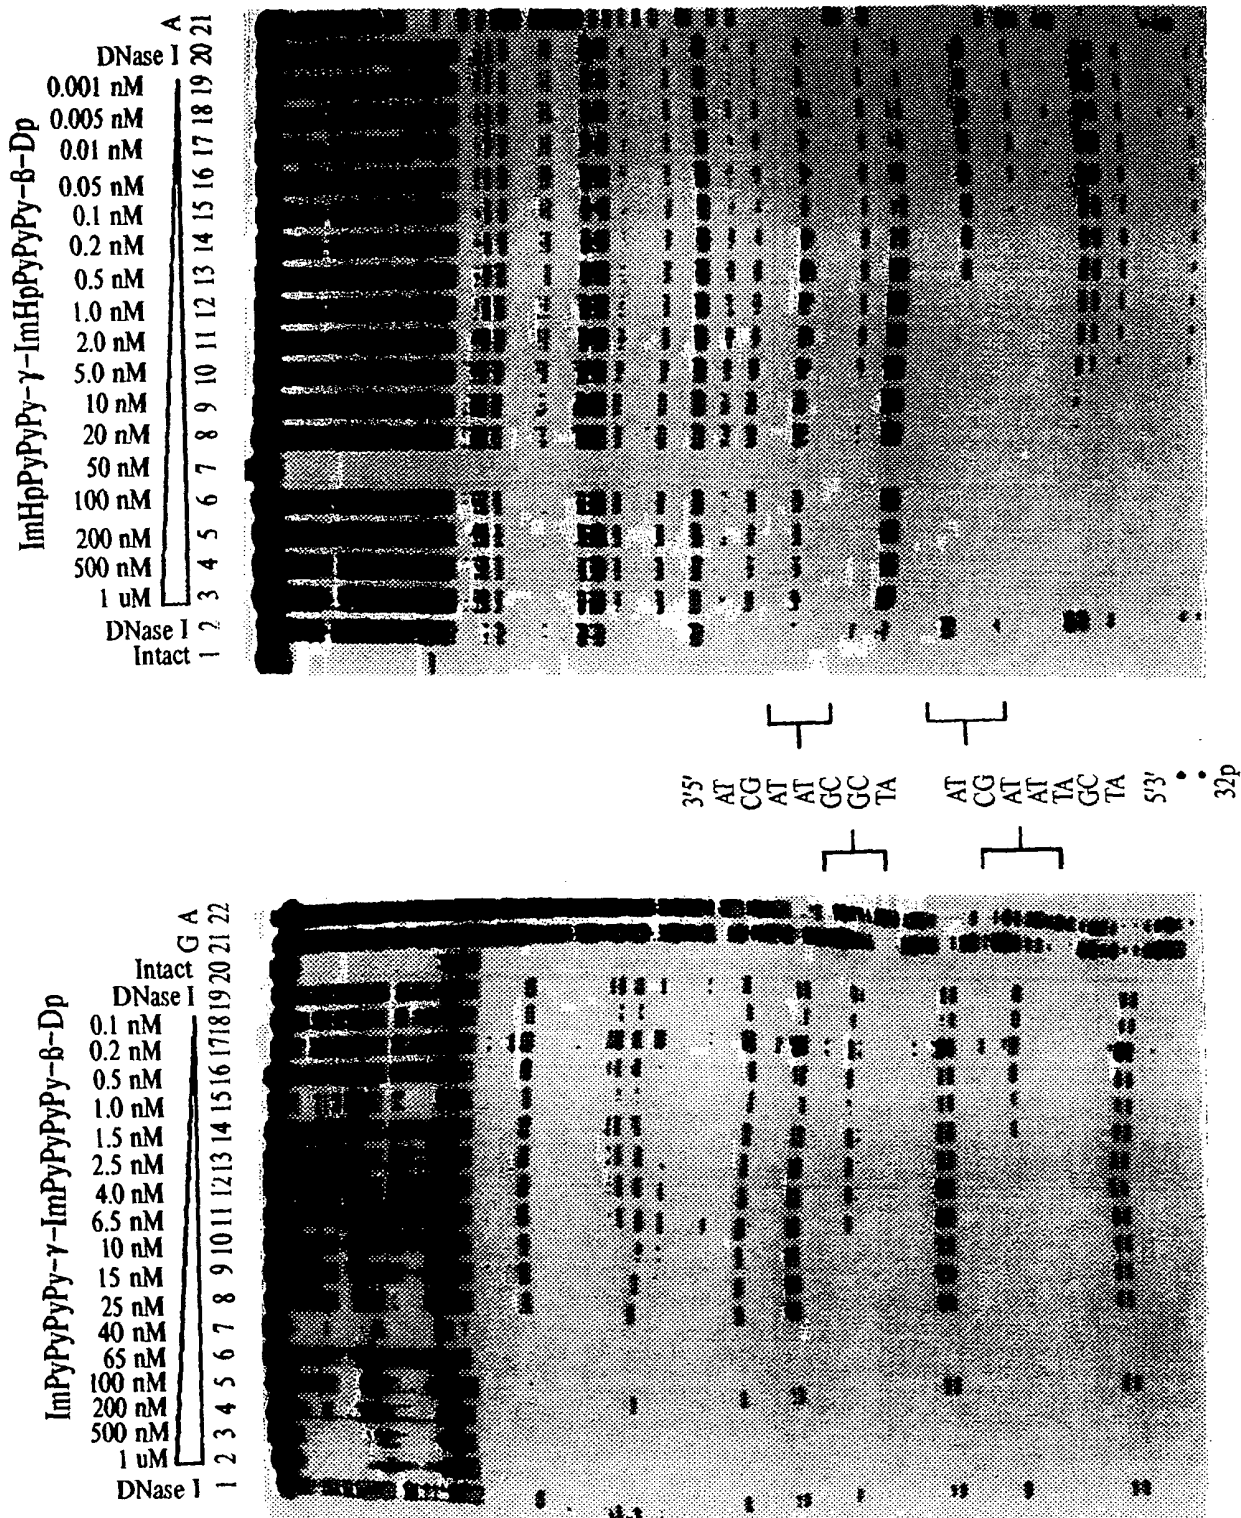 ImHpPyPy-γ-ImHpPyPy-β-Dp
A 21
DNase I 20
0.001 nM 19
0.005 nM 18
0.01 nM 17
0.05 nM 16
0.1 nM 15
0.2 nM 14
0.5 nM 13
1.0 nM 12
2.0 nM 11
5.0 nM 10
10 nM 9
20 nM 8
50 nM 7
100 nM 6
200 nM 5
500 nM 4
1 uM 3
DNase I 2
Intact 1
3'5'
AT
CG
AT
AT
GC
GC
TA
AT
CG
AT
AT
TA
GC
TA
5'3'
32p
ImPyPyPy-γ-ImPyPyPy-β-Dp
A 22
G 21
Intact 20
DNase I 19
0.1 nM 18
0.2 nM 17
0.5 nM 16
1.0 nM 15
1.5 nM 14
2.5 nM 13
4.0 nM 12
6.5 nM 11
10 nM 10
15 nM 9
25 nM 8
40 nM 7
65 nM 6
100 nM 5
200 nM 4
500 nM 3
1 uM 2
DNase I 1